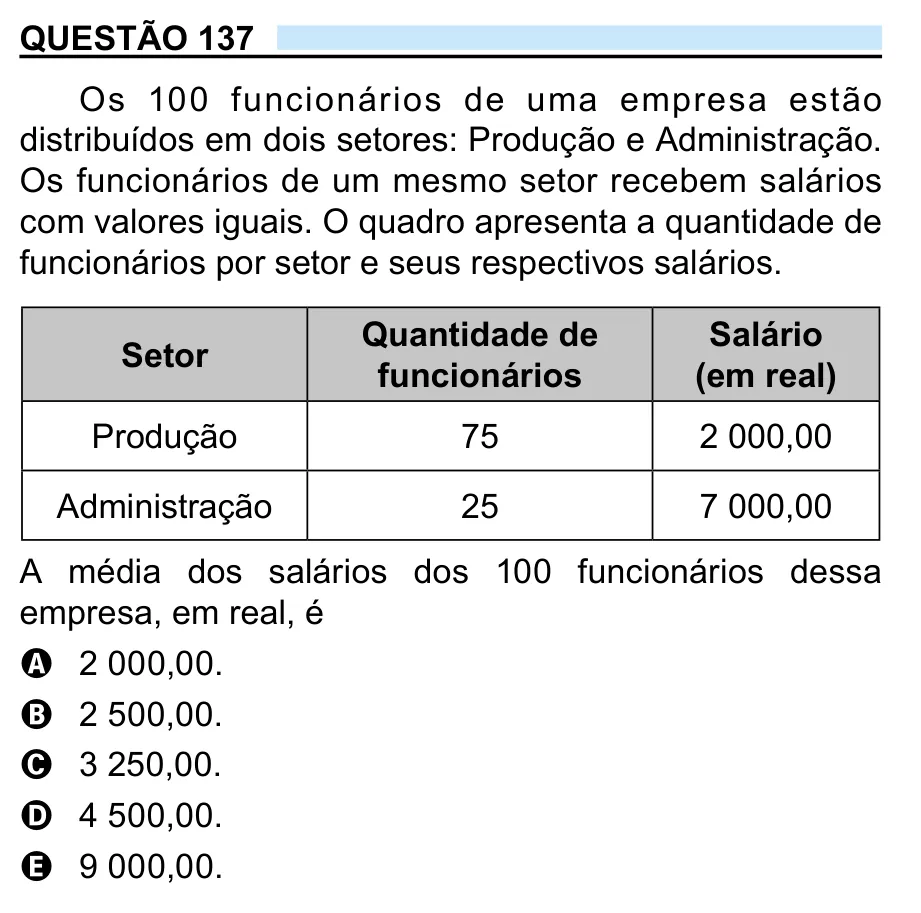 QUESTÃO 137
Os 100 funcionários de uma empresa estão
distribuídos em dois setores: Produção e Administração.
Os funcionários de um mesmo setor recebem salários
com valores iguais. O quadro apresenta a quantidade de
funcionários por setor e seus respectivos salários.
Setor
Quantidade de
funcionários
Salário
(em real)
Produção 75 2 000,00
Administração 25 7 000,00
A média dos salários dos 100 funcionários dessa
empresa, em real, é
A 2 000,00.
B 2 500,00.
C 3 250,00.
D 4 500,00.
E 9 000,00.